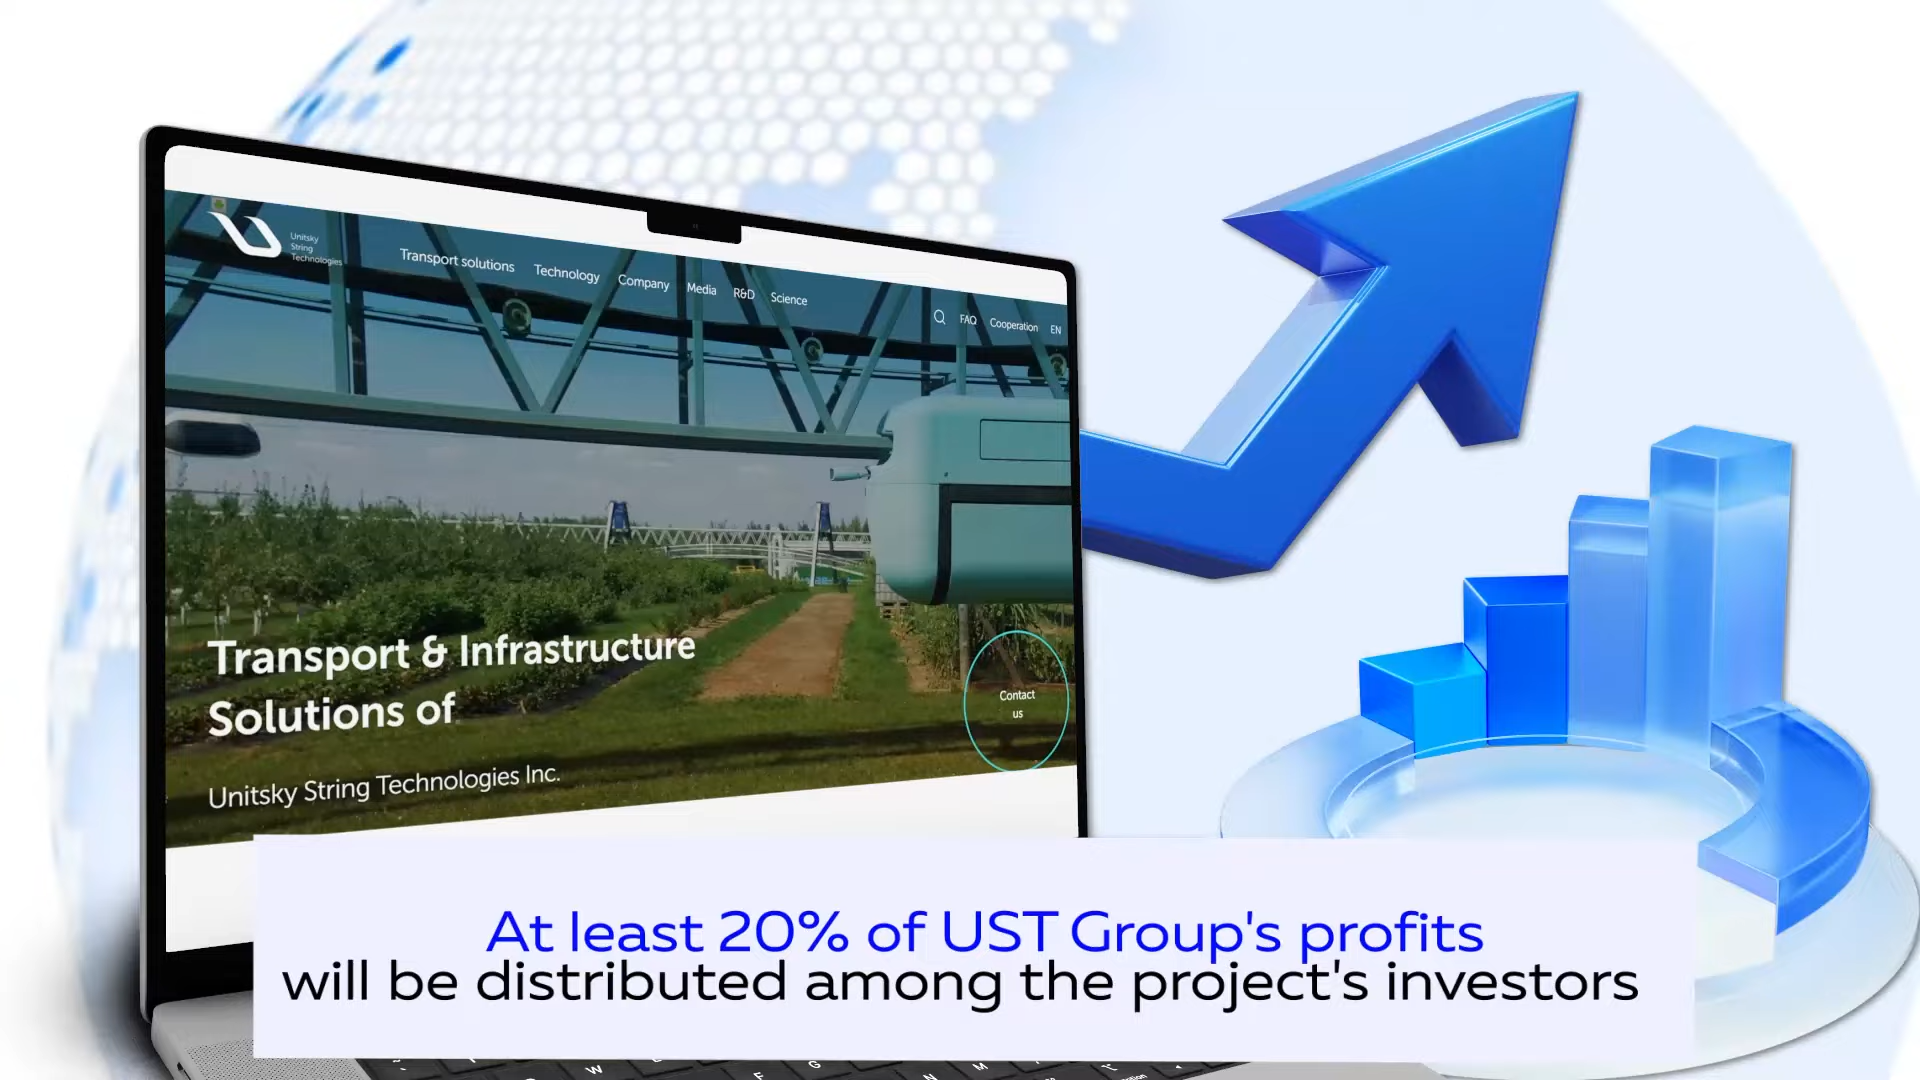 Unitsky
String
Technologies
Transport solutions
Technology
Company
Media
R&D
Science
FAQ
Cooperation
EN
Transport & Infrastructure
Solutions of
Unitsky String Technologies Inc.
Contact
us
At least 20% of UST Group's profits
will be distributed among the project's investors